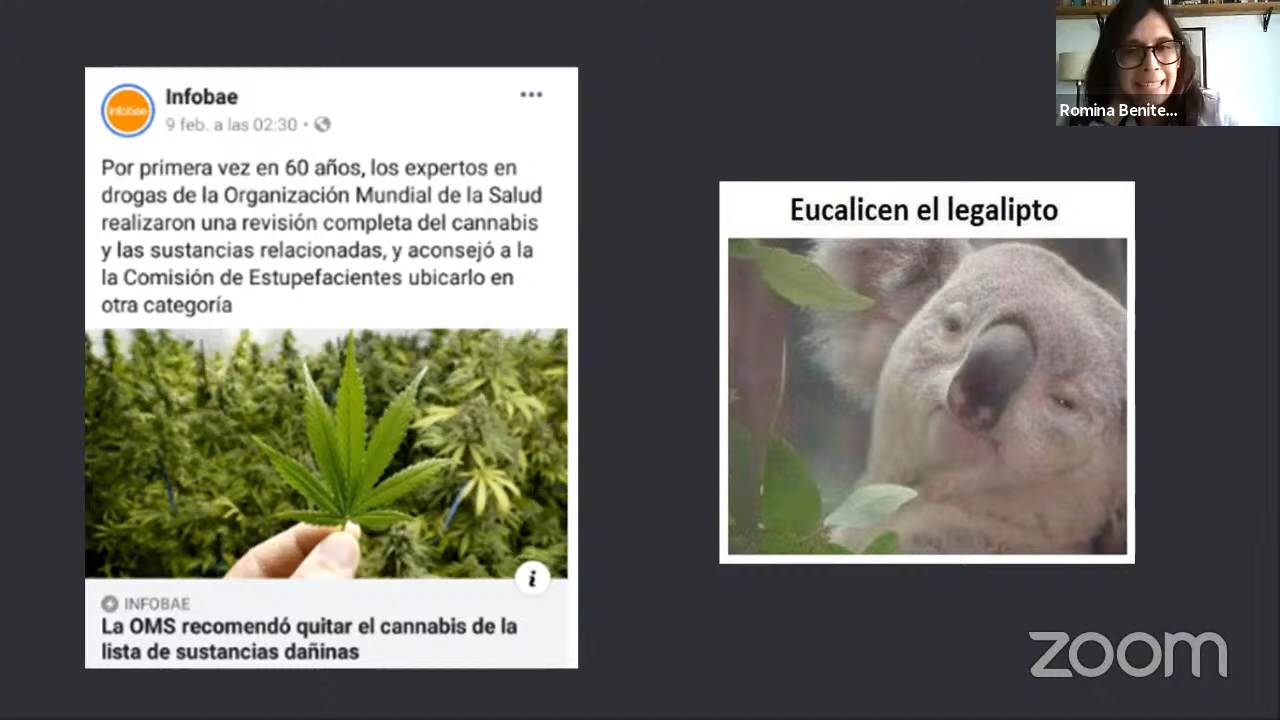 infobae
Infobae
9 feb. a las 02:30 •
Por primera vez en 60 años, los expertos en
drogas de la Organización Mundial de la Salud
realizaron una revisión completa del cannabis
y las sustancias relacionadas, y aconsejó a la
la Comisión de Estupefacientes ubicarlo en
otra categoría
i
INFOBAE
La OMS recomendó quitar el cannabis de la
lista de sustancias dañinas
Eucalicen el legalipto
Romina Benite...
zoom